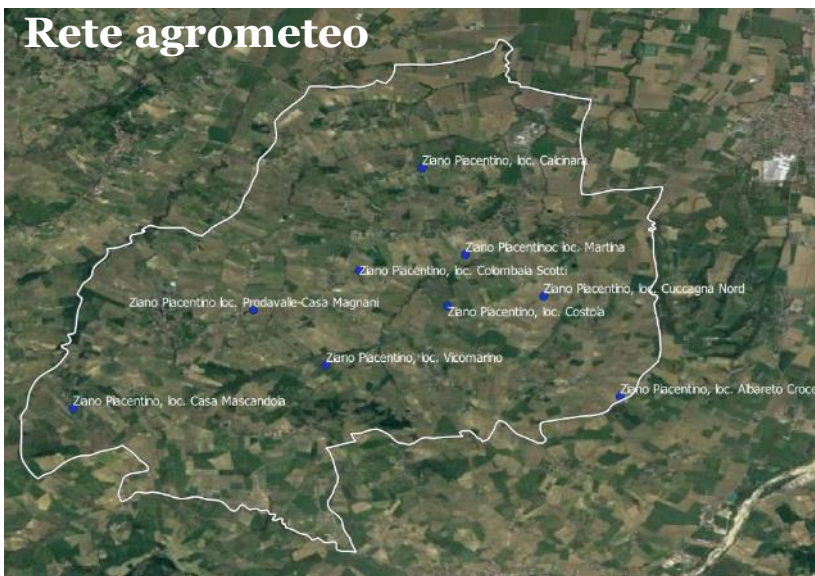 Rete agrometeo
Ziano Piacentino, loc. Calcinara
Ziano Piacentinoc loc. Martina
Ziano Piacentino, loc. Colombaia Scotti
Ziano Piacentino, loc. Cuccagna Nord
Ziano Piacentino loc. Prodavalle-Casa Magnani
Ziano Piacentino, loc. Costola
Ziano Piacentino, loc. Vicomarino
Ziano Piacentino, loc. Albareto Croce
Ziano Piacentino, loc. Casa Mascandola